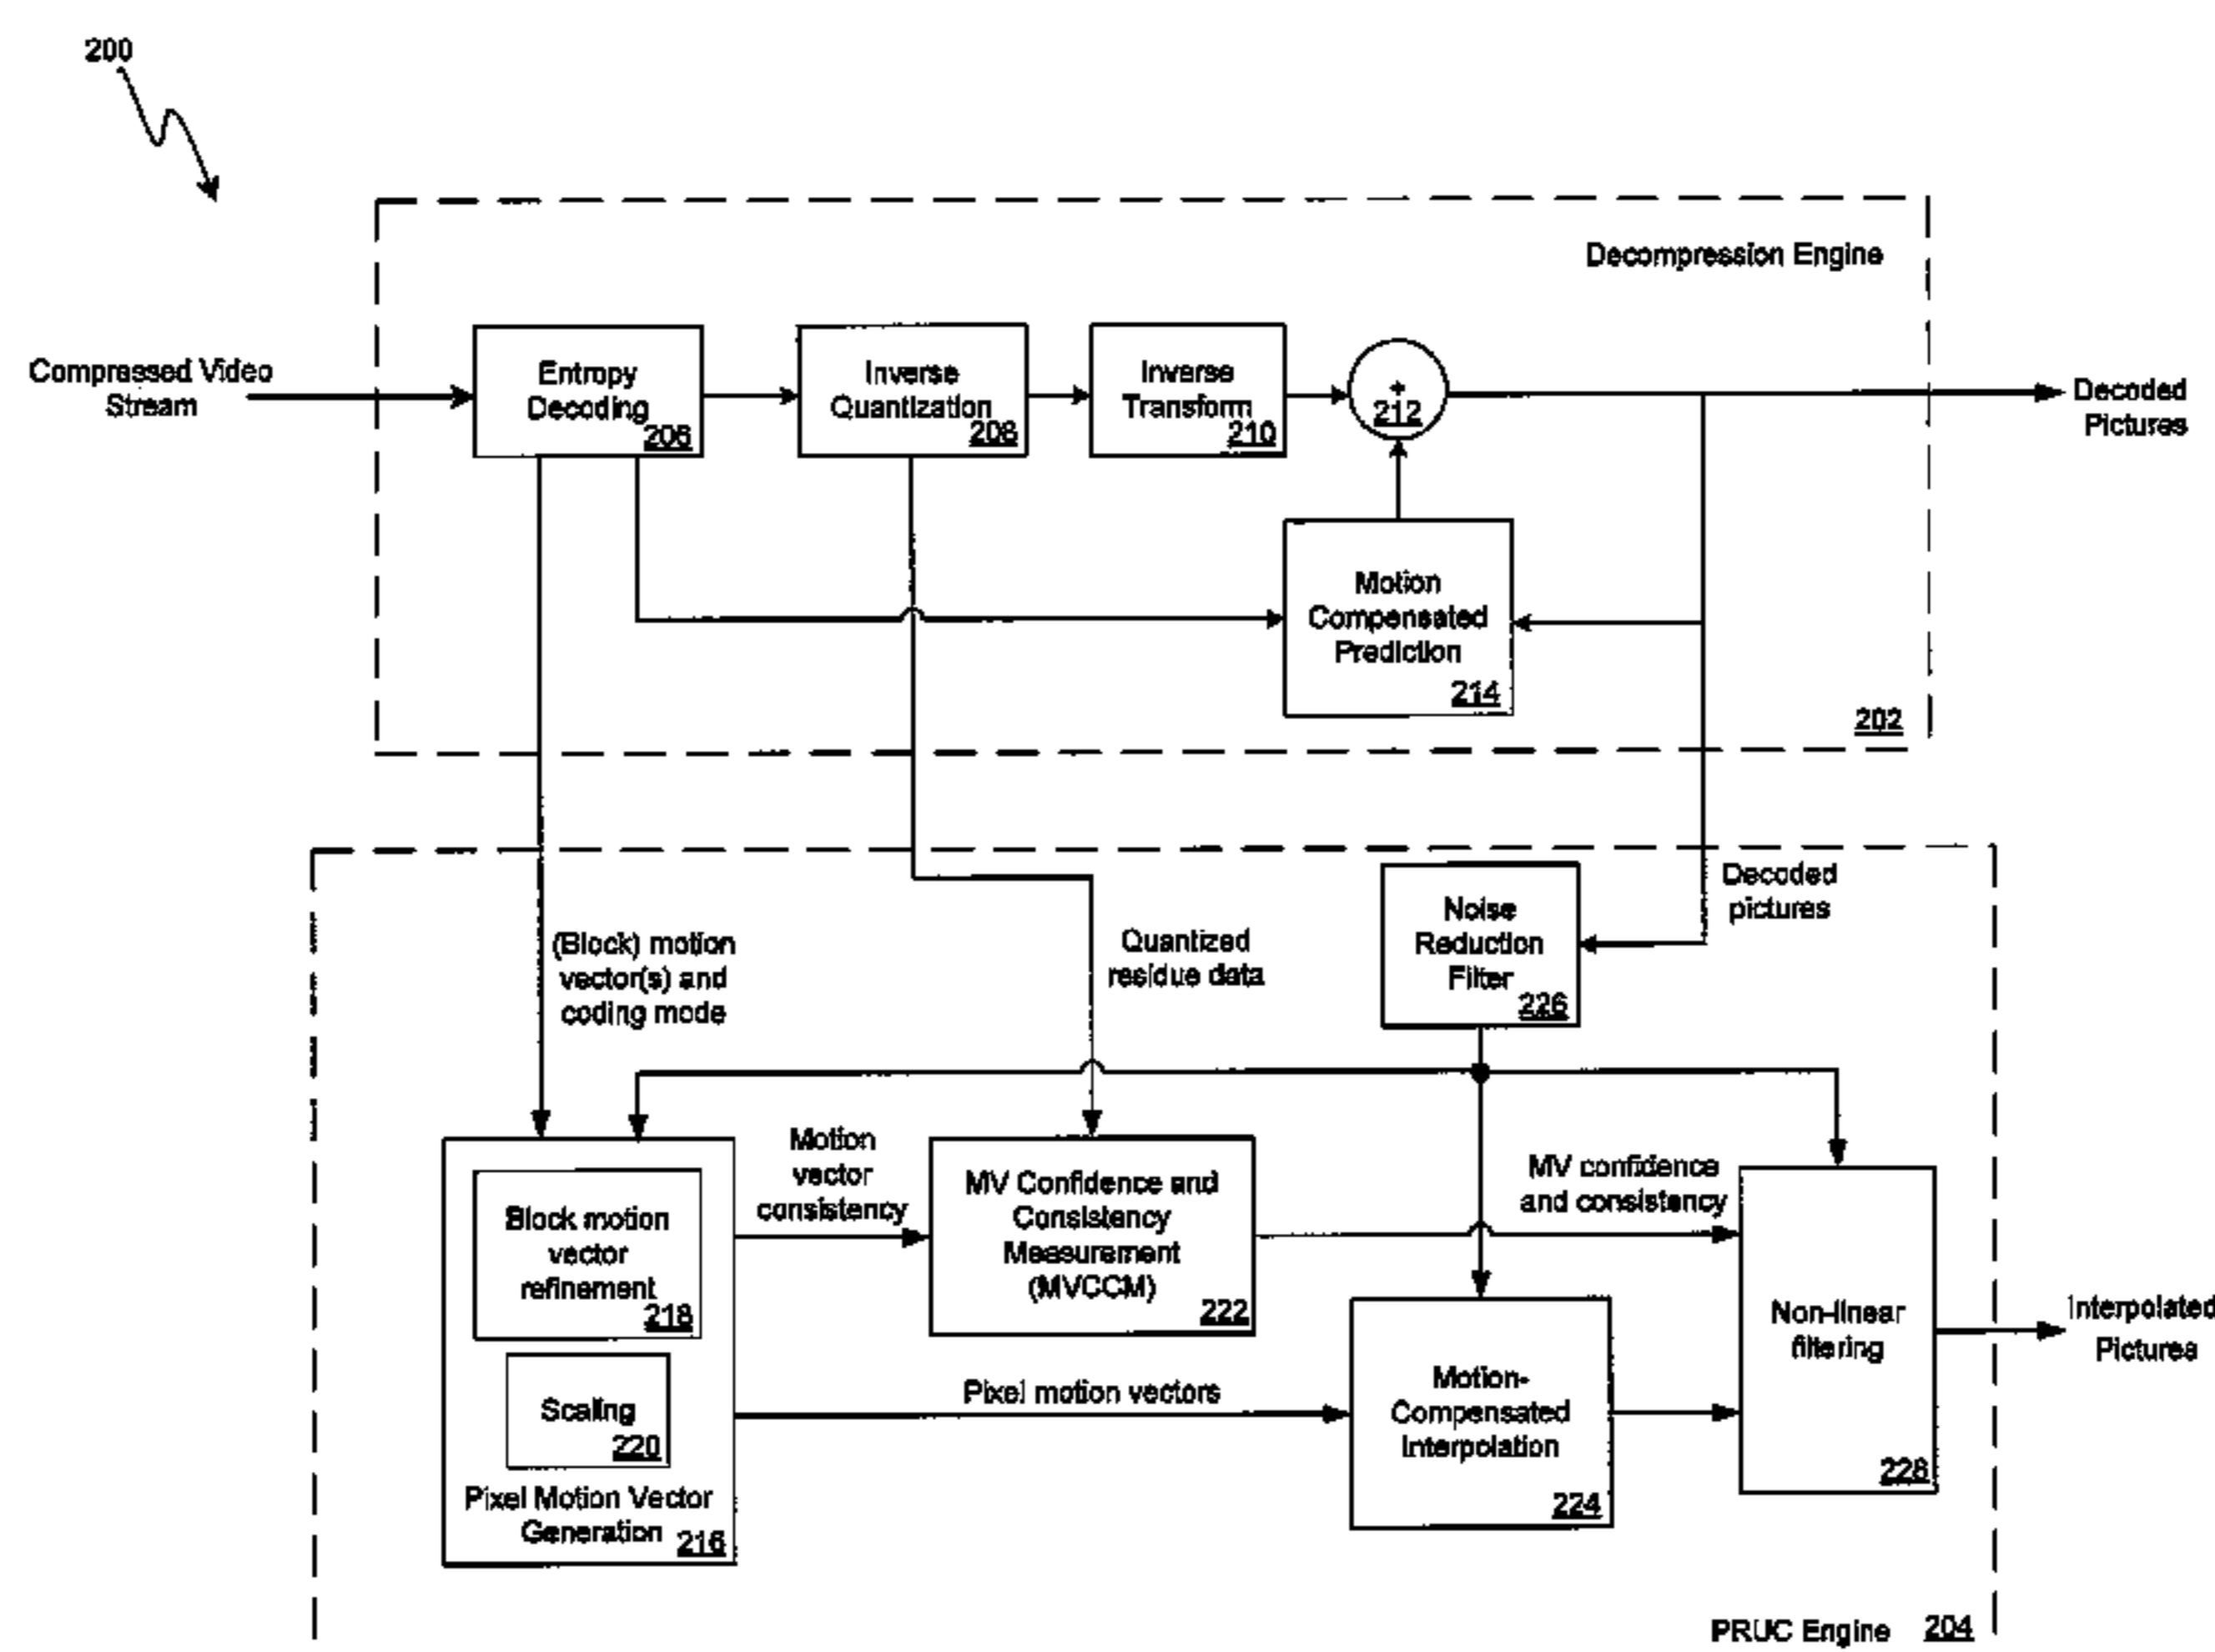 200
Decompression Engine
Compressed Video
Stream
Entropy
Decoding
206
Inverse
Quantization
208
Inverse
Transform
210
+
212
Decoded
Pictures
Motion
Compensated
Prediction
214
202
Decoded
pictures
Noise
Reduction
Filter
226
(Block) motion
vector(s) and
coding mode
Quantized
residue data
Motion
vector
consistency
MV Confidence and
Consistency
Measurement
(MVCCM)
222
MV confidence
and consistency
Block motion
vector
refinement
218
Scaling
220
Pixel Motion Vector
Generation
216
Pixel motion vectors
Motion-
Compensated
Interpolation
224
Non-linear
filtering
228
Interpolated
Pictures
PRUC Engine 204